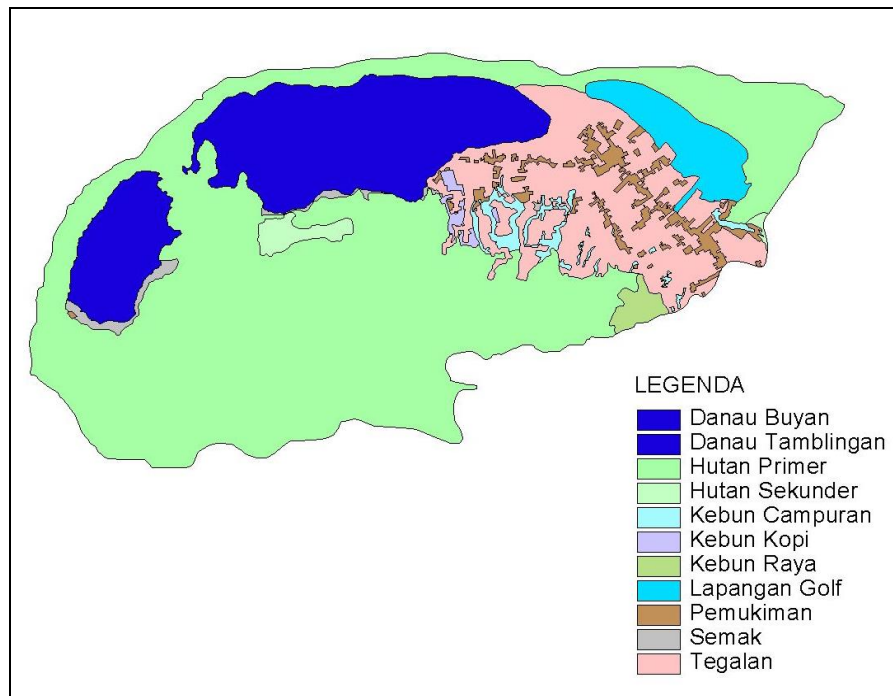 LEGENDA
Danau Buyan
Danau Tamblingan
Hutan Primer
Hutan Sekunder
Kebun Campuran
Kebun Kopi
Kebun Raya
Lapangan Golf
Pemukiman
Semak
Tegalan